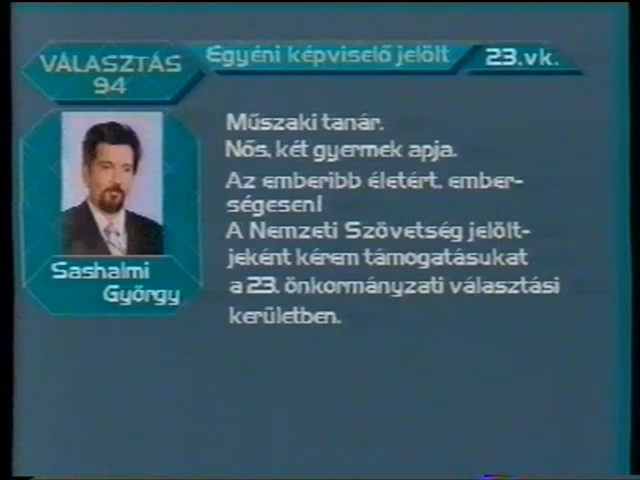 VÁLASZTÁS
94
Egyéni képviselő jelölt
23.vk.
Sashalmi
György
Műszaki tanár.
Nős, két gyermek apja.
Az emberibb életért, ember-
ségesen!
A Nemzeti Szövetség jelölt-
jeként kérem támogatásukat
a 23. önkormányzati választási
kerületben.